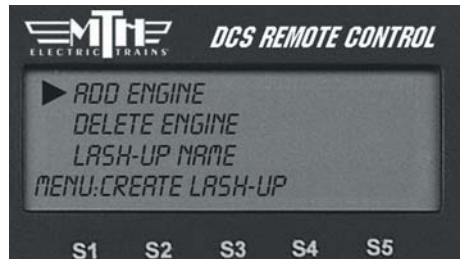 MTH
ELECTRIC TRAINS
DCS REMOTE CONTROL
ADD ENGINE
DELETE ENGINE
LASH-UP NAME
MENU:CREATE LASH-UP
S1 S2 S3 S4 S5